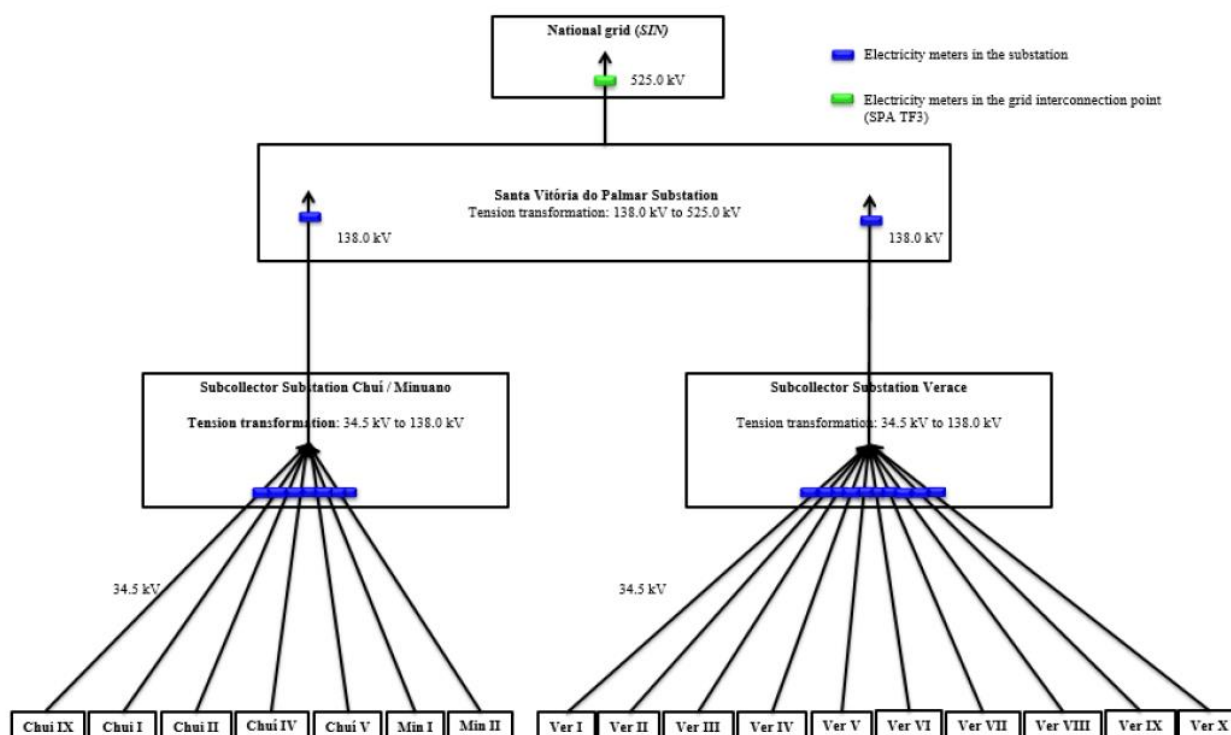 National grid (SIN)
525.0 kV
Electricity meters in the substation
Electricity meters in the grid interconnection point
(SPA TF3)
Santa Vitória do Palmar Substation
Tension transformation: 138.0 kV to 525.0 kV
138.0 kV
138.0 kV
Subcollector Substation Chuí / Minuano
Tension transformation: 34.5 kV to 138.0 kV
Subcollector Substation Verace
Tension transformation: 34.5 kV to 138.0 kV
34.5 kV
34.5 kV
Chui IX
Chui I
Chui II
Chuí IV
Chuí V
Min I
Min II
Ver I
Ver II
Ver III
Ver IV
Ver V
Ver VI
Ver VII
Ver VIII
Ver IX
Ver X